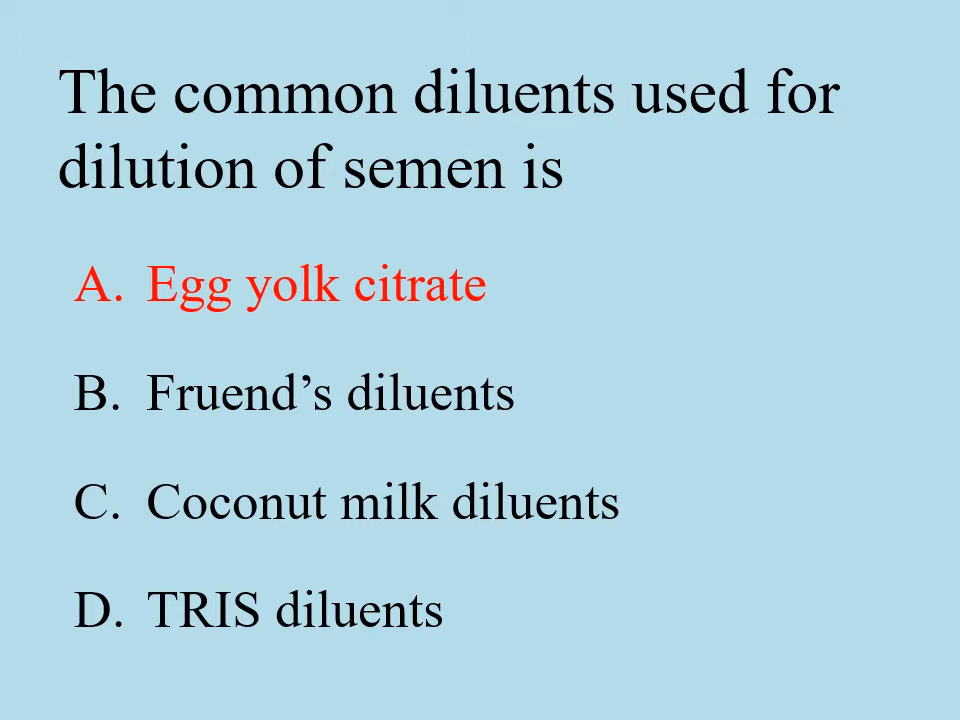 The common diluents used for
dilution of semen is
A. Egg yolk citrate
B. Fruend’s diluents
C. Coconut milk diluents
D. TRIS diluents